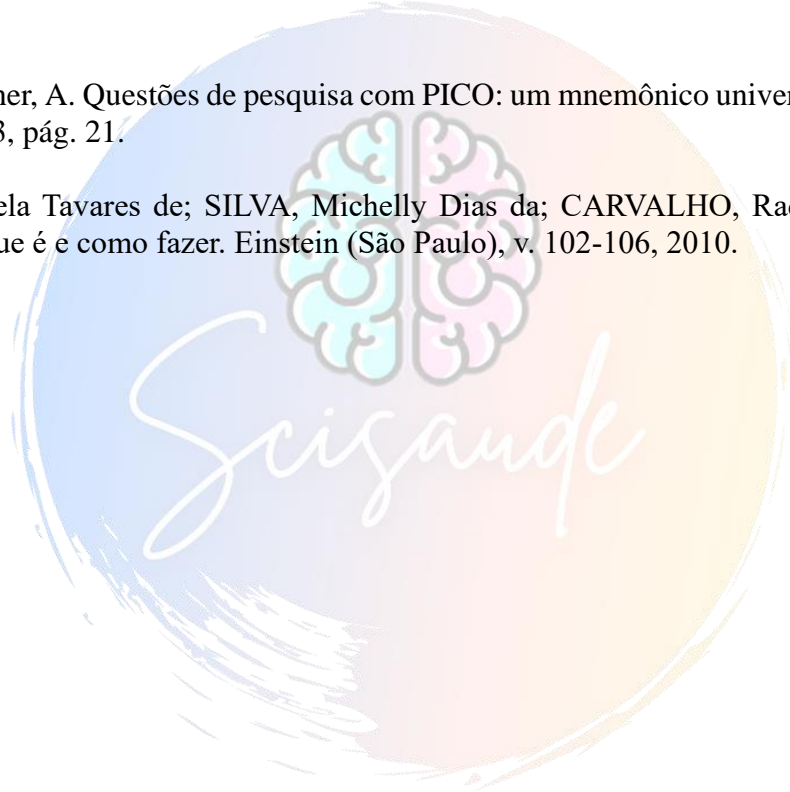 ner, A. Questões de pesquisa com PICO: um mnemônico univer
, pág. 21.
ela Tavares de; SILVA, Michelly Dias da; CARVALHO, Rac
ue é e como fazer. Einstein (São Paulo), v. 102-106, 2010.
Scisaude